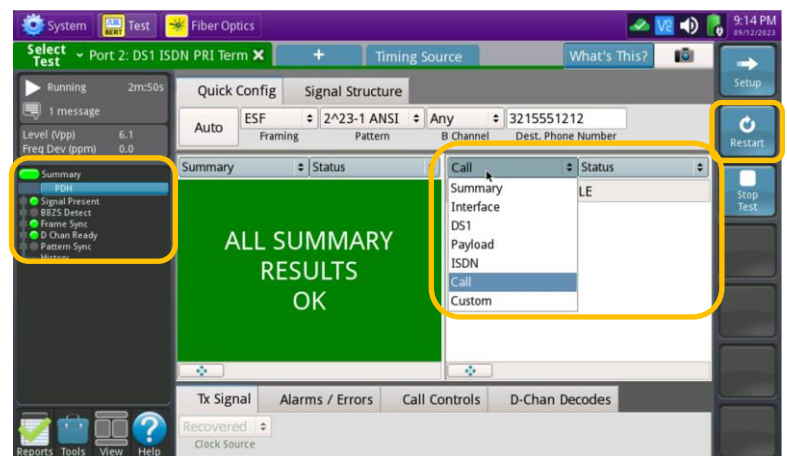 System
JUMBERT
Test
Fiber Optics
VE
9:14 PM
09/12/2023
Select
Test
Port 2: DS1 ISDN PRI Term
Timing Source
What's This?
Setup
Restart
Stop
Test
Running 2m:50s
1 message
Level (Vpp) 6.1
Freq Dev (ppm) 0.0
Summary
PDH
Signal Present
B8ZS Detect
Frame Sync
D Chan Ready
Pattern Sync
History
Quick Config
Signal Structure
Auto
ESF
2^23-1 ANSI
Any
3215551212
Framing
Pattern
B Channel
Dest. Phone Number
Summary
Status
ALL SUMMARY
RESULTS
OK
Call
Status
LE
Summary
Interface
DS1
Payload
ISDN
Call
Custom
Tx Signal
Alarms / Errors
Call Controls
D-Chan Decodes
Recovered
Clock Source
Reports
Tools
View
Help